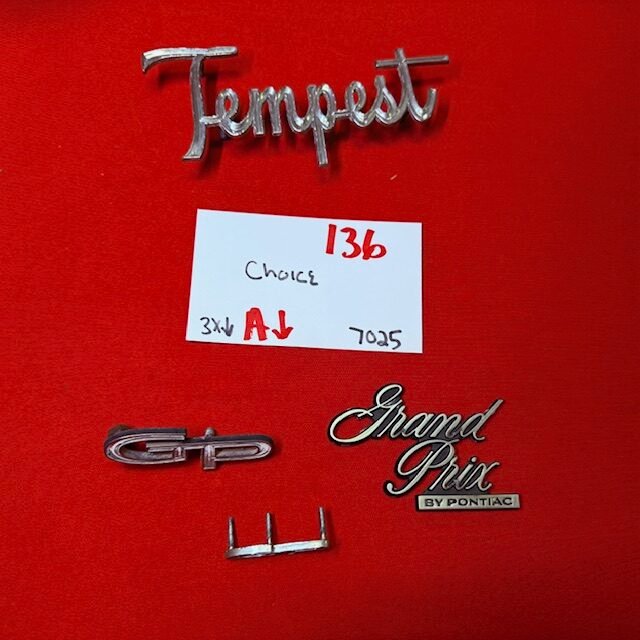 Tempest
136
Choice
3x↓ A↓ 7025
GP
Grand
Prix
BY PONTIAC